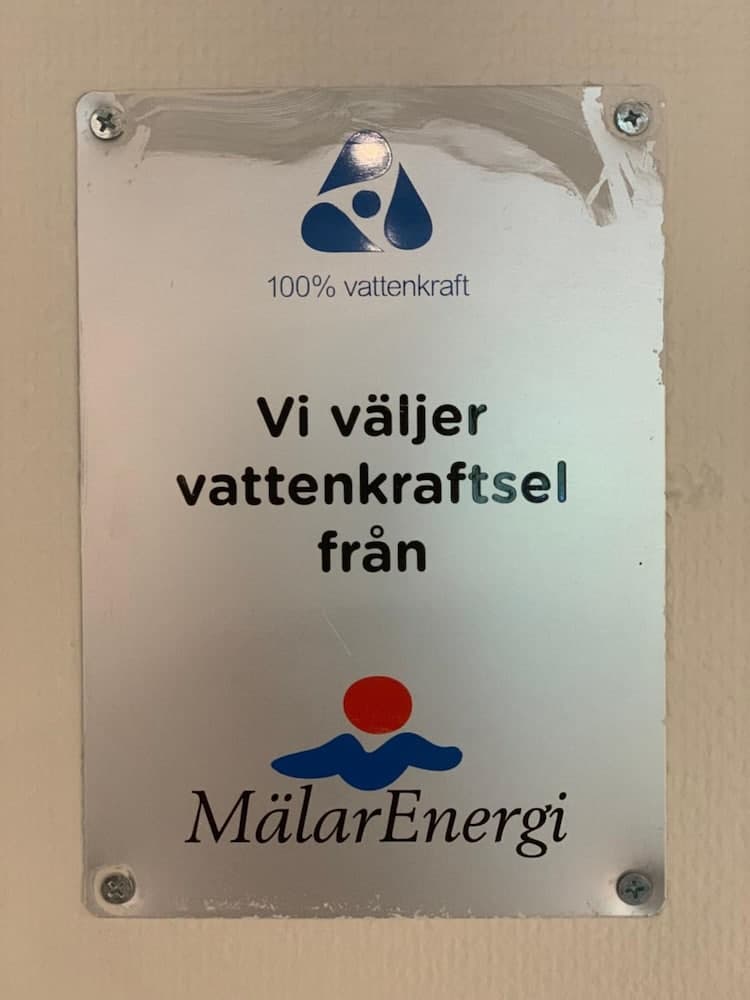 100% vattenkraft
Vi väljer
vattenkraftsel
från
MälarEnergi